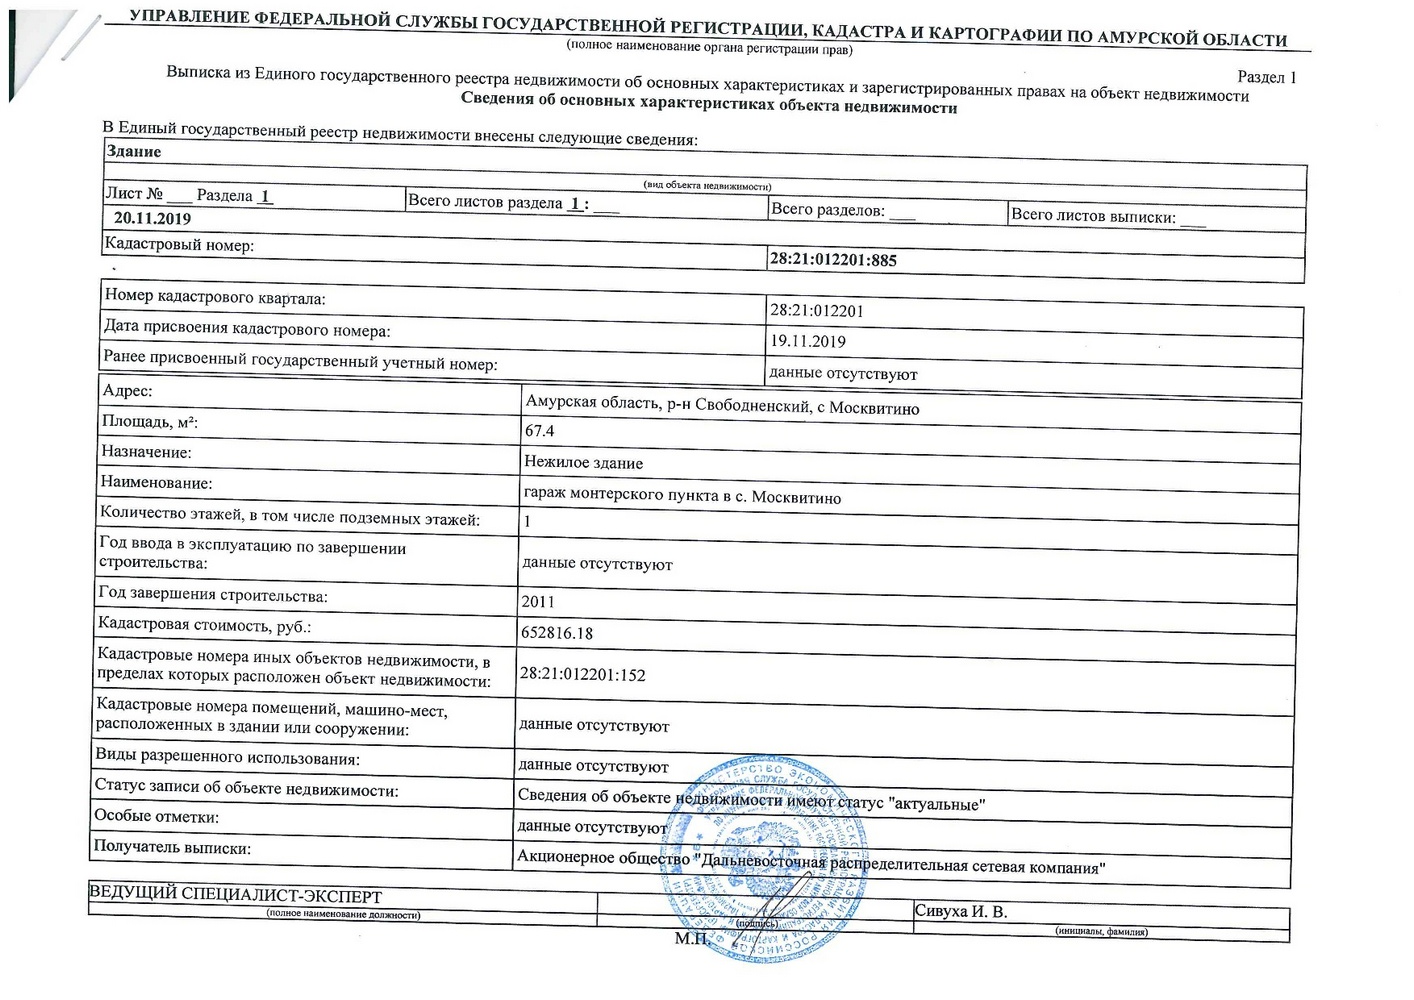 УПРАВЛЕНИЕ ФЕДЕРАЛЬНОЙ СЛУЖБЫ ГОСУДАРСТВЕННОЙ РЕГИСТРАЦИИ, КАДАСТРА И КАРТОГРАФИИ ПО АМУРСКОЙ ОБЛАСТИ
(полное наименование органа регистрации прав)
Раздел 1
Выписка из Единого государственного реестра недвижимости об основных характеристиках и зарегистрированных правах на объект недвижимости
Сведения об основных характеристиках объекта недвижимости
В Единый государственный реестр недвижимости внесены следующие сведения:
Здание
(вид объекта недвижимости)
Лист № ___ Раздела 1 Всего листов раздела 1 : ___ Всего разделов: ___ Всего листов выписки: ___
20.11.2019
Кадастровый номер: 28:21:012201:885
Номер кадастрового квартала: 28:21:012201
Дата присвоения кадастрового номера: 19.11.2019
Ранее присвоенный государственный учетный номер: данные отсутствуют
Адрес: Амурская область, р-н Свободненский, с Москвитино
Площадь, м²: 67.4
Назначение: Нежилое здание
Наименование: гараж монтерского пункта в с. Москвитино
Количество этажей, в том числе подземных этажей: 1
Год ввода в эксплуатацию по завершении
строительства: данные отсутствуют
Год завершения строительства: 2011
Кадастровая стоимость, руб.: 652816.18
Кадастровые номера иных объектов недвижимости, в
пределах которых расположен объект недвижимости: 28:21:012201:152
Кадастровые номера помещений, машино-мест,
расположенных в здании или сооружении: данные отсутствуют
Виды разрешенного использования: данные отсутствуют
Статус записи об объекте недвижимости: Сведения об объекте недвижимости имеют статус "актуальные"
Особые отметки: данные отсутствуют
Получатель выписки: Акционерное общество "Дальневосточная распределительная сетевая компания"
ВЕДУЩИЙ СПЕЦИАЛИСТ-ЭКСПЕРТ Сивуха И. В.
(полное наименование должности) (подпись) (инициалы, фамилия)
М.П.